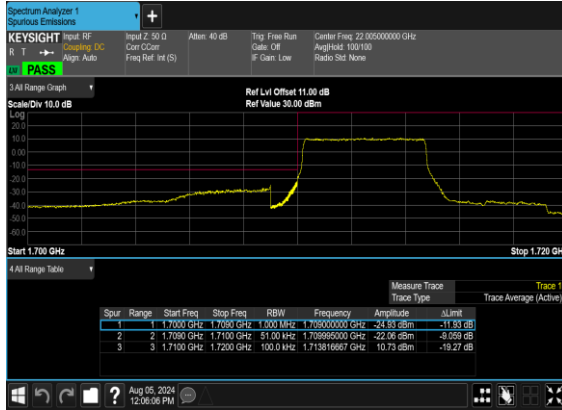 Spectrum Analyzer 1
Spurious Emissions
+
KEYSIGHT Input: RF Input Z: 50 Ω Atten: 40 dB Trig: Free Run Center Freq: 22.005000000 GHz
R T Coupling: DC Corr CCorr Gate: Off Avg|Hold: 100/100
Align: Auto Freq Ref: Int (S) IF Gain: Low Radio Std: None
PASS
3 All Range Graph
Ref Lvl Offset 11.00 dB
Scale/Div 10.0 dB Ref Value 30.00 dBm
Log
20.0
10.0
0.00
-10.0
-20.0
-30.0
-40.0
-50.0
-60.0
Start 1.700 GHz Stop 1.720 GH
4 All Range Table
Measure Trace Trace 1
Trace Type Trace Average (Active)
Spur Range Start Freq Stop Freq RBW Frequency Amplitude ΔLimit
1 1 1.7000 GHz 1.7090 GHz 1.000 MHz 1.709000000 GHz -24.93 dBm -11.93 dB
2 2 1.7090 GHz 1.7100 GHz 51.00 kHz 1.709995000 GHz -22.06 dBm -9.059 dB
3 3 1.7100 GHz 1.7200 GHz 100.0 kHz 1.713816667 GHz 10.73 dBm -19.27 dB
? Aug 05, 2024
12:06:06 PM